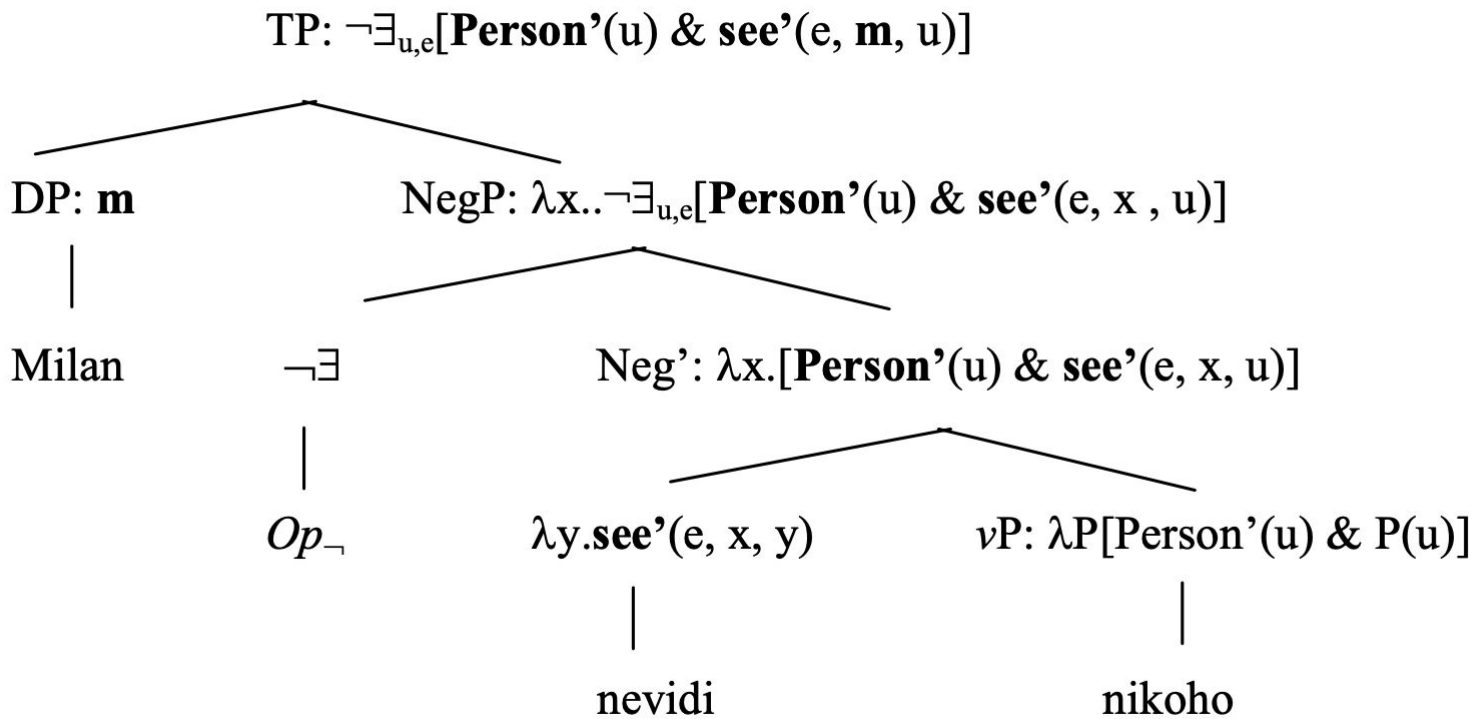 TP: ¬∃u,e[Person’(u) & see’(e, m, u)]
DP: m NegP: λx..¬∃u,e[Person’(u) & see’(e, x , u)]
Milan ¬∃ Neg’: λx.[Person’(u) & see’(e, x, u)]
Op¬ λy.see’(e, x, y) vP: λP[Person’(u) & P(u)]
nevidi nikoho